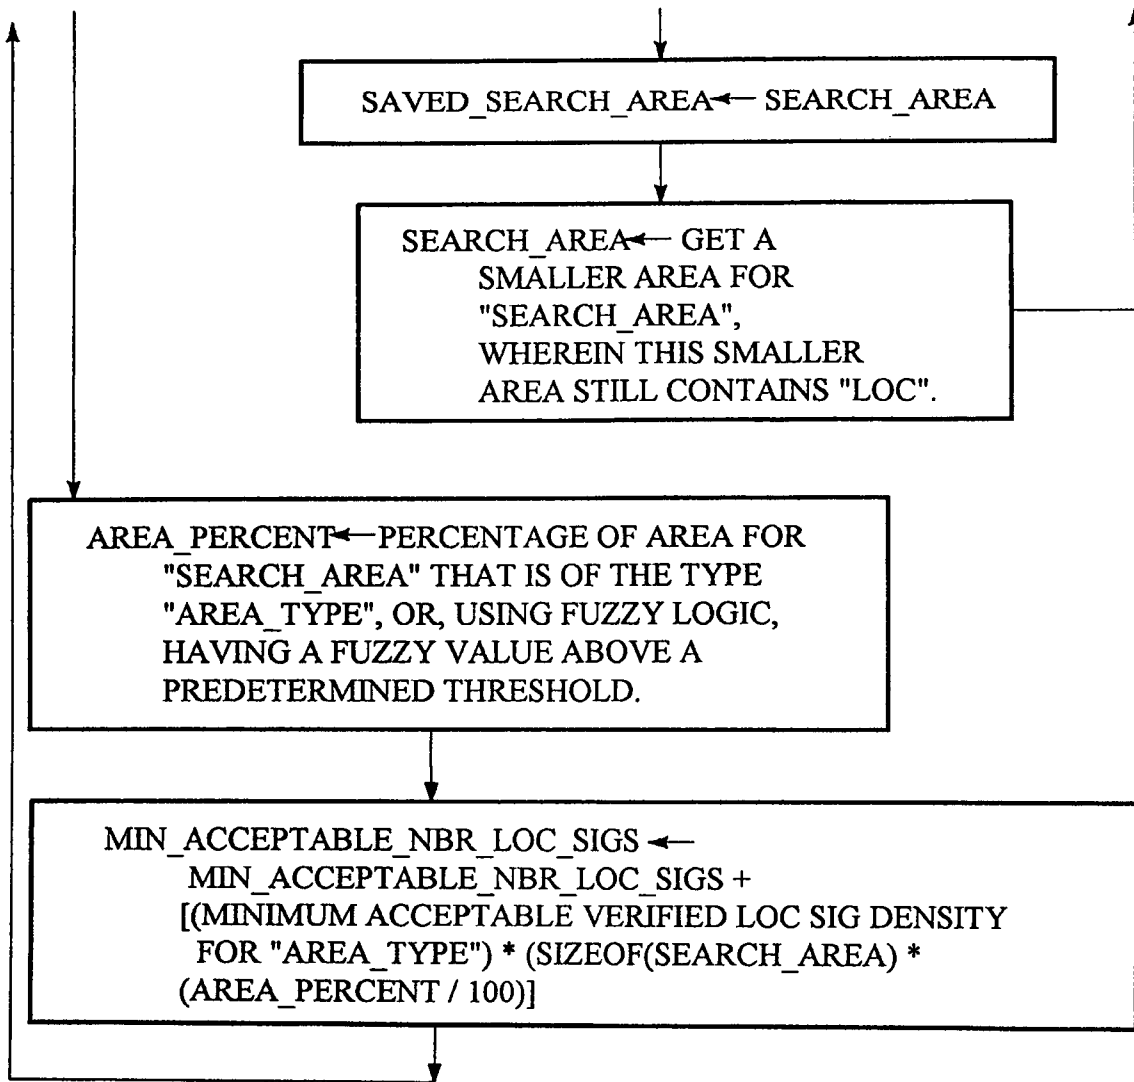 SAVED_SEARCH_AREA← SEARCH_AREA
SEARCH_AREA← GET A
SMALLER AREA FOR
"SEARCH_AREA",
WHEREIN THIS SMALLER
AREA STILL CONTAINS "LOC".
AREA_PERCENT←PERCENTAGE OF AREA FOR
"SEARCH_AREA" THAT IS OF THE TYPE
"AREA_TYPE", OR, USING FUZZY LOGIC,
HAVING A FUZZY VALUE ABOVE A
PREDETERMINED THRESHOLD.
MIN_ACCEPTABLE_NBR_LOC_SIGS ←
MIN_ACCEPTABLE_NBR_LOC_SIGS +
[(MINIMUM ACCEPTABLE VERIFIED LOC SIG DENSITY
FOR "AREA_TYPE") * (SIZEOF(SEARCH_AREA) *
(AREA_PERCENT / 100)]